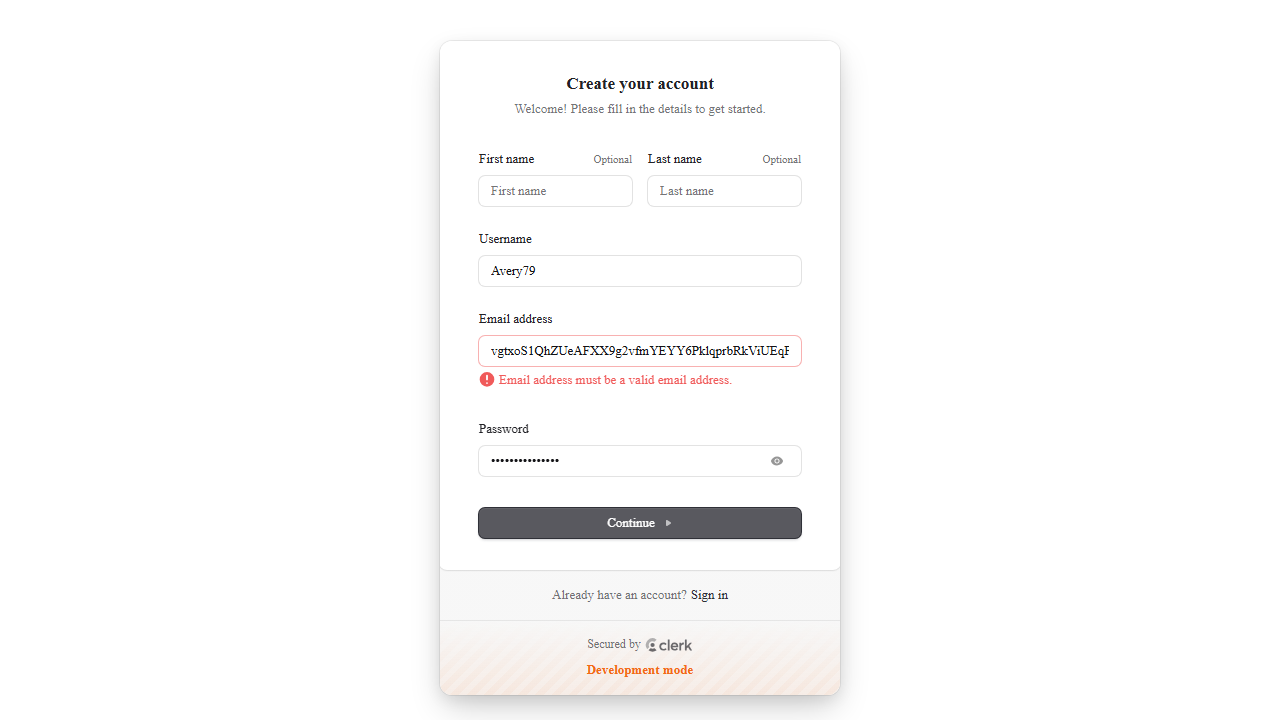 Create your account
Welcome! Please fill in the details to get started.
First name Optional Last name Optional
First name Last name
Username
Avery79
Email address
vgtxoS1QhZUeAFXX9g2vfmYEYY6PklqprbRkViUEqF
Email address must be a valid email address.
Password
•••••••••••••••
Continue
Already have an account? Sign in
Secured by clerk
Development mode